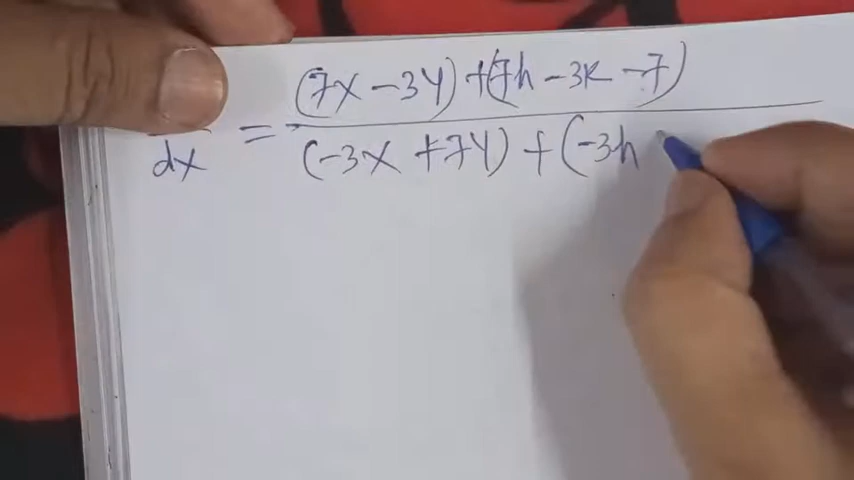 (7x - 3y) + (7h - 3k - 7)
= (-3x + 7y) + (-3h
dx